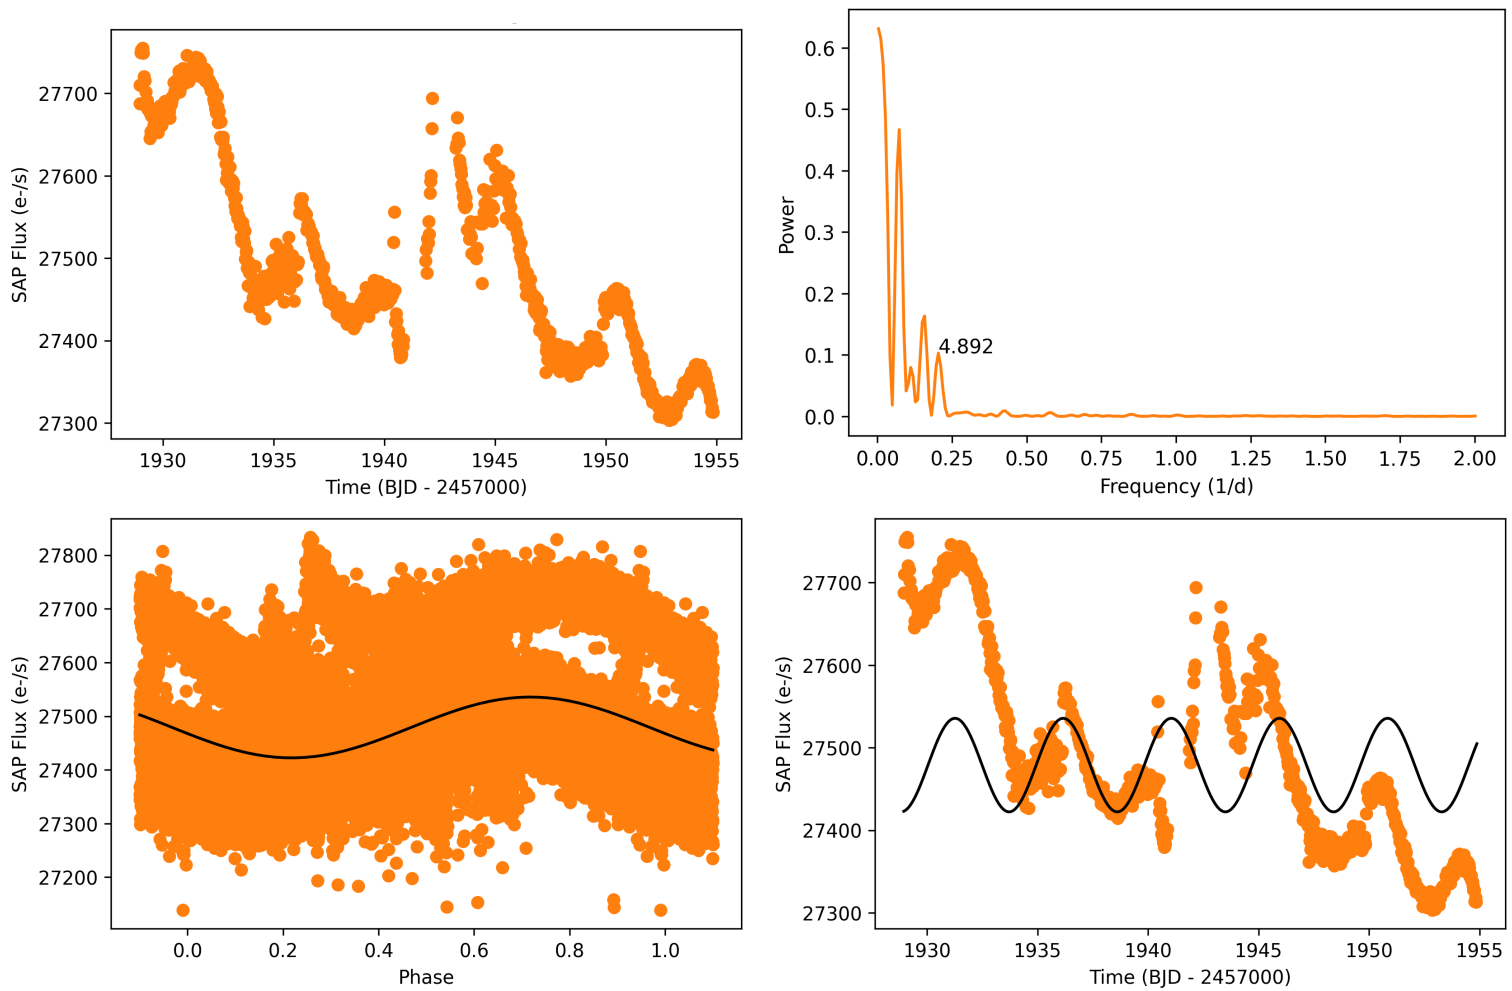 27700
27600
27500
27400
27300
SAP Flux (e-/s)
1930 1935 1940 1945 1950 1955
Time (BJD - 2457000)
0.6
0.5
0.4
0.3
0.2
0.1
0.0
Power
4.892
0.00 0.25 0.50 0.75 1.00 1.25 1.50 1.75 2.00
Frequency (1/d)
27800
27700
27600
27500
27400
27300
27200
SAP Flux (e-/s)
0.0 0.2 0.4 0.6 0.8 1.0
Phase
27700
27600
27500
27400
27300
SAP Flux (e-/s)
1930 1935 1940 1945 1950 1955
Time (BJD - 2457000)